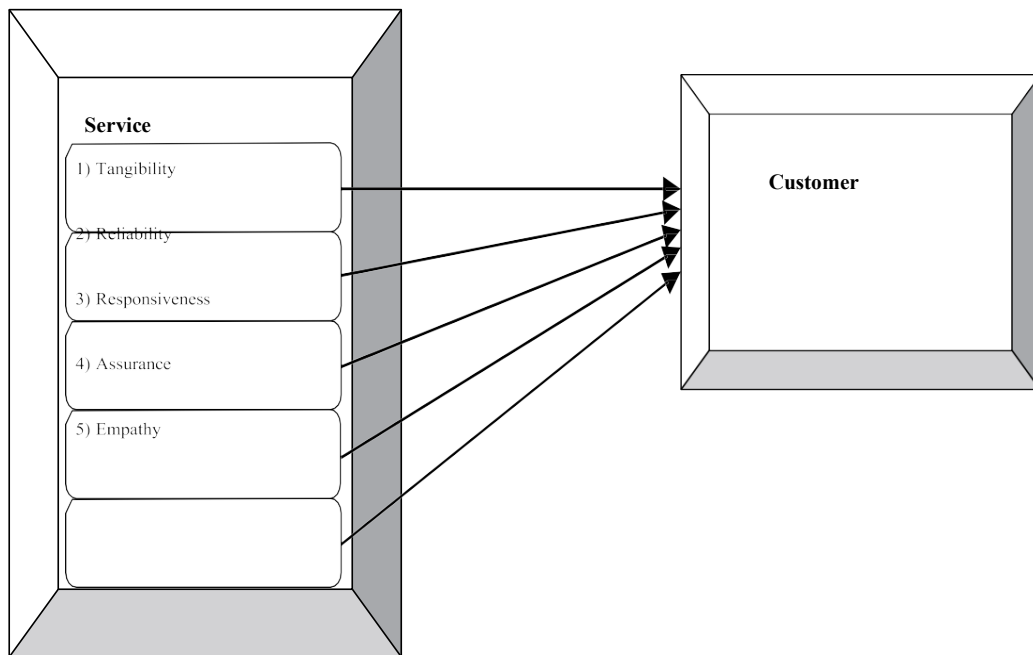 Service
1) Tangibility
2) Reliability
3) Responsiveness
4) Assurance
5) Empathy
Customer